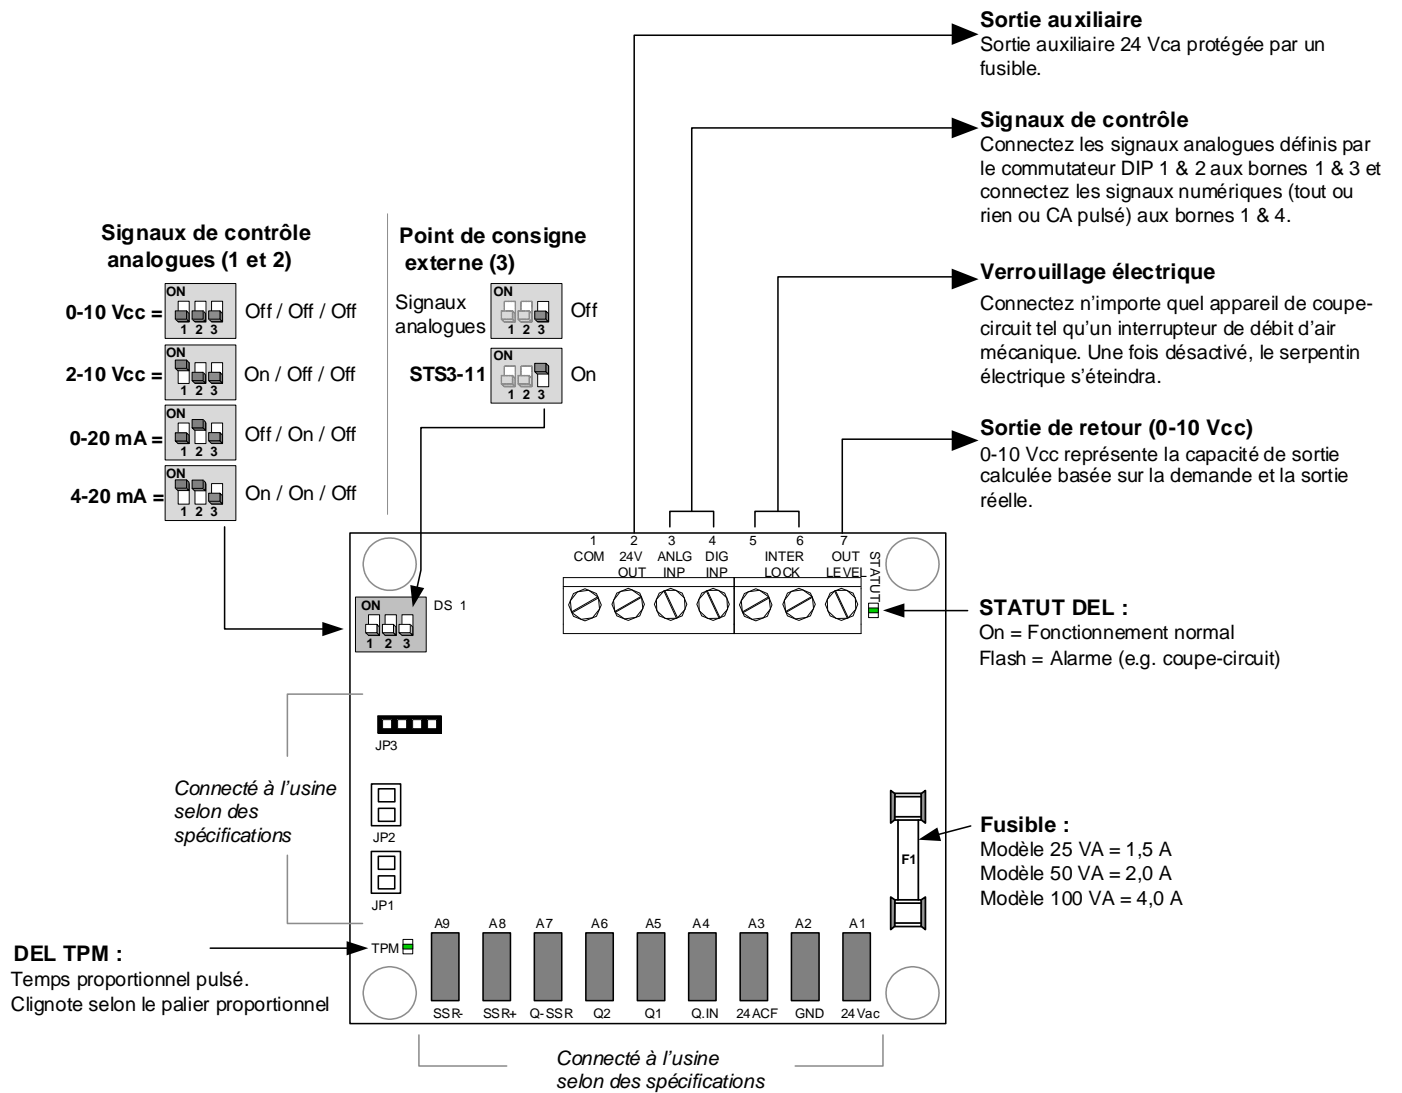 Sortie auxiliaire
Sortie auxiliaire 24 Vca protégée par un
fusible.
Signaux de contrôle
Connectez les signaux analogues définis par
le commutateur DIP 1 & 2 aux bornes 1 & 3 et
connectez les signaux numériques (tout ou
rien ou CA pulsé) aux bornes 1 & 4.
Verrouillage électrique
Connectez n'importe quel appareil de coupe-
circuit tel qu'un interrupteur de débit d'air
mécanique. Une fois désactivé, le serpentin
électrique s'éteindra.
Sortie de retour (0-10 Vcc)
0-10 Vcc représente la capacité de sortie
calculée basée sur la demande et la sortie
réelle.
Signaux de contrôle
analogues (1 et 2)
0-10 Vcc =
ON
1 2 3
Off / Off / Off
2-10 Vcc =
ON
1 2 3
On / Off / Off
0-20 mA =
ON
1 2 3
Off / On / Off
4-20 mA =
ON
1 2 3
On / On / Off
Point de consigne
externe (3)
Signaux
analogues
ON
1 2 3
Off
STS3-11
ON
1 2 3
On
1 2 3 4 5 6 7
COM 24V ANLG DIG INTER OUT
OUT INP INP LOCK LEVEL
STATUT
ON
1 2 3
DS 1
STATUT DEL :
On = Fonctionnement normal
Flash = Alarme (e.g. coupe-circuit)
JP3
Connecté à l'usine
selon des
spécifications
JP2
JP1
F1
Fusible :
Modèle 25 VA = 1,5 A
Modèle 50 VA = 2,0 A
Modèle 100 VA = 4,0 A
DEL TPM :
Temps proportionnel pulsé.
Clignote selon le palier proportionnel
TPM
A9 A8 A7 A6 A5 A4 A3 A2 A1
SSR- SSR+ Q-SSR Q2 Q1 Q.IN 24ACF GND 24Vac
Connecté à l'usine
selon des spécifications